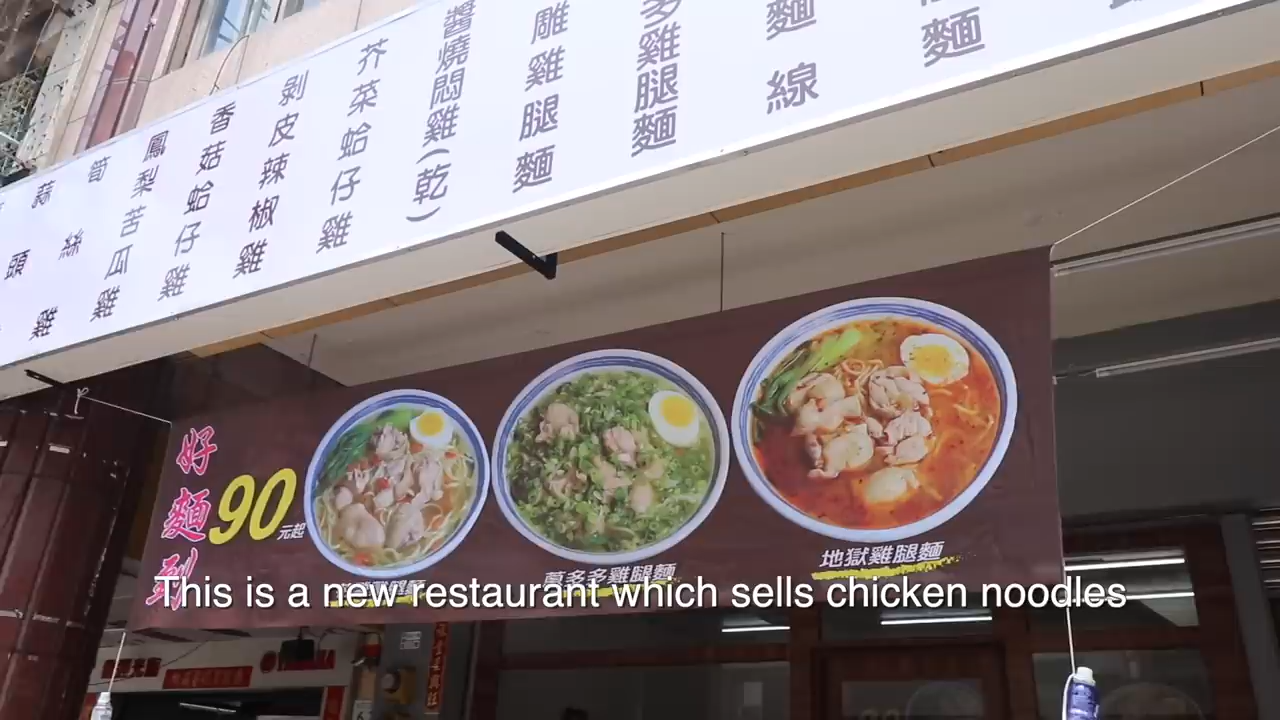 蒜頭雞
筍絲雞
鳳梨苦瓜雞
香菇蛤仔雞
剝皮辣椒雞
芥菜蛤仔雞
醬燒悶雞(乾)
雕雞腿麵
多雞腿麵
麵線
麵
好麵到
90元起
蔥多多雞腿麵
地獄雞腿麵
This is a new restaurant which sells chicken noodles